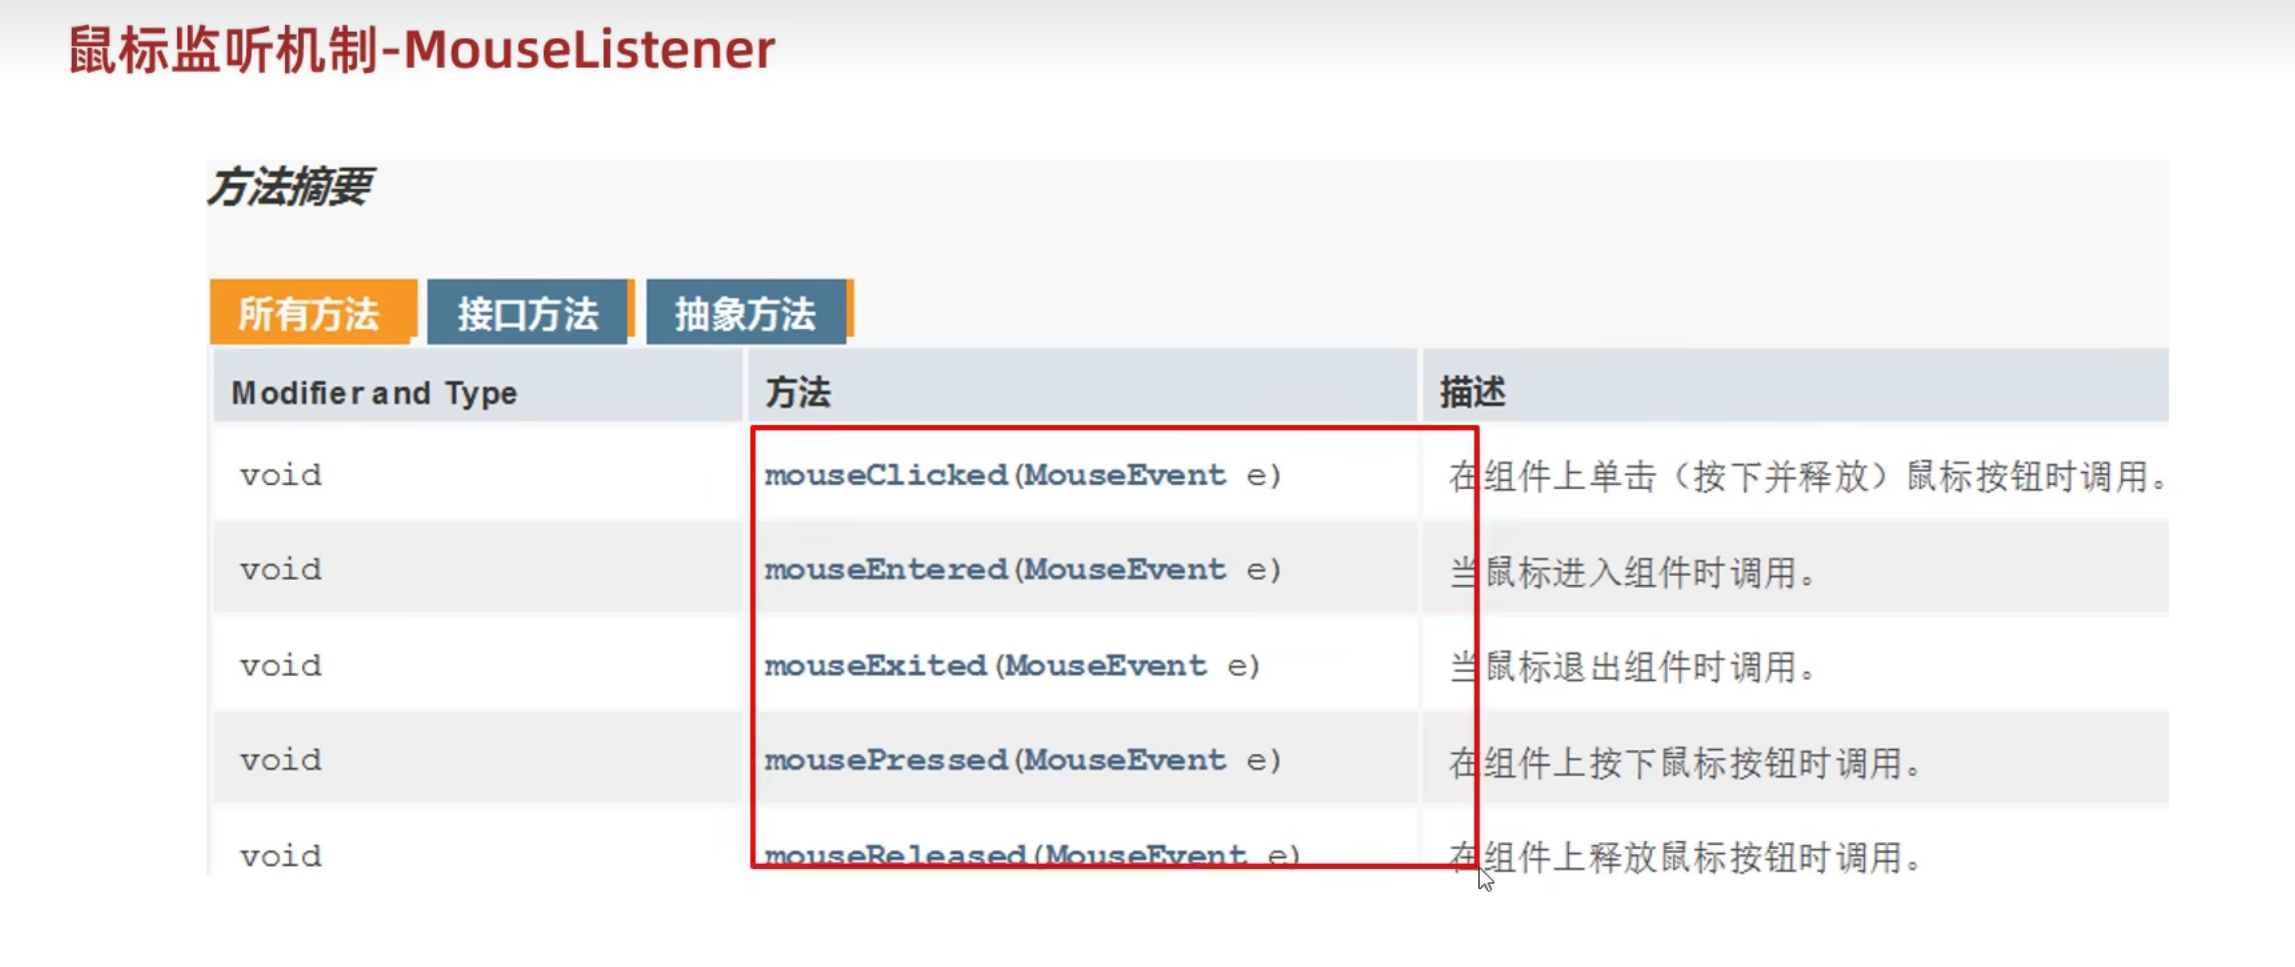 鼠标监听机制-MouseListener
方法摘要
所有方法 接口方法 抽象方法
Modifier and Type 方法 描述
void mouseClicked(MouseEvent e) 在组件上单击（按下并释放）鼠标按钮时调用。
void mouseEntered(MouseEvent e) 当鼠标进入组件时调用。
void mouseExited(MouseEvent e) 当鼠标退出组件时调用。
void mousePressed(MouseEvent e) 在组件上按下鼠标按钮时调用。
void mouseReleased(MouseEvent e) 在组件上释放鼠标按钮时调用。